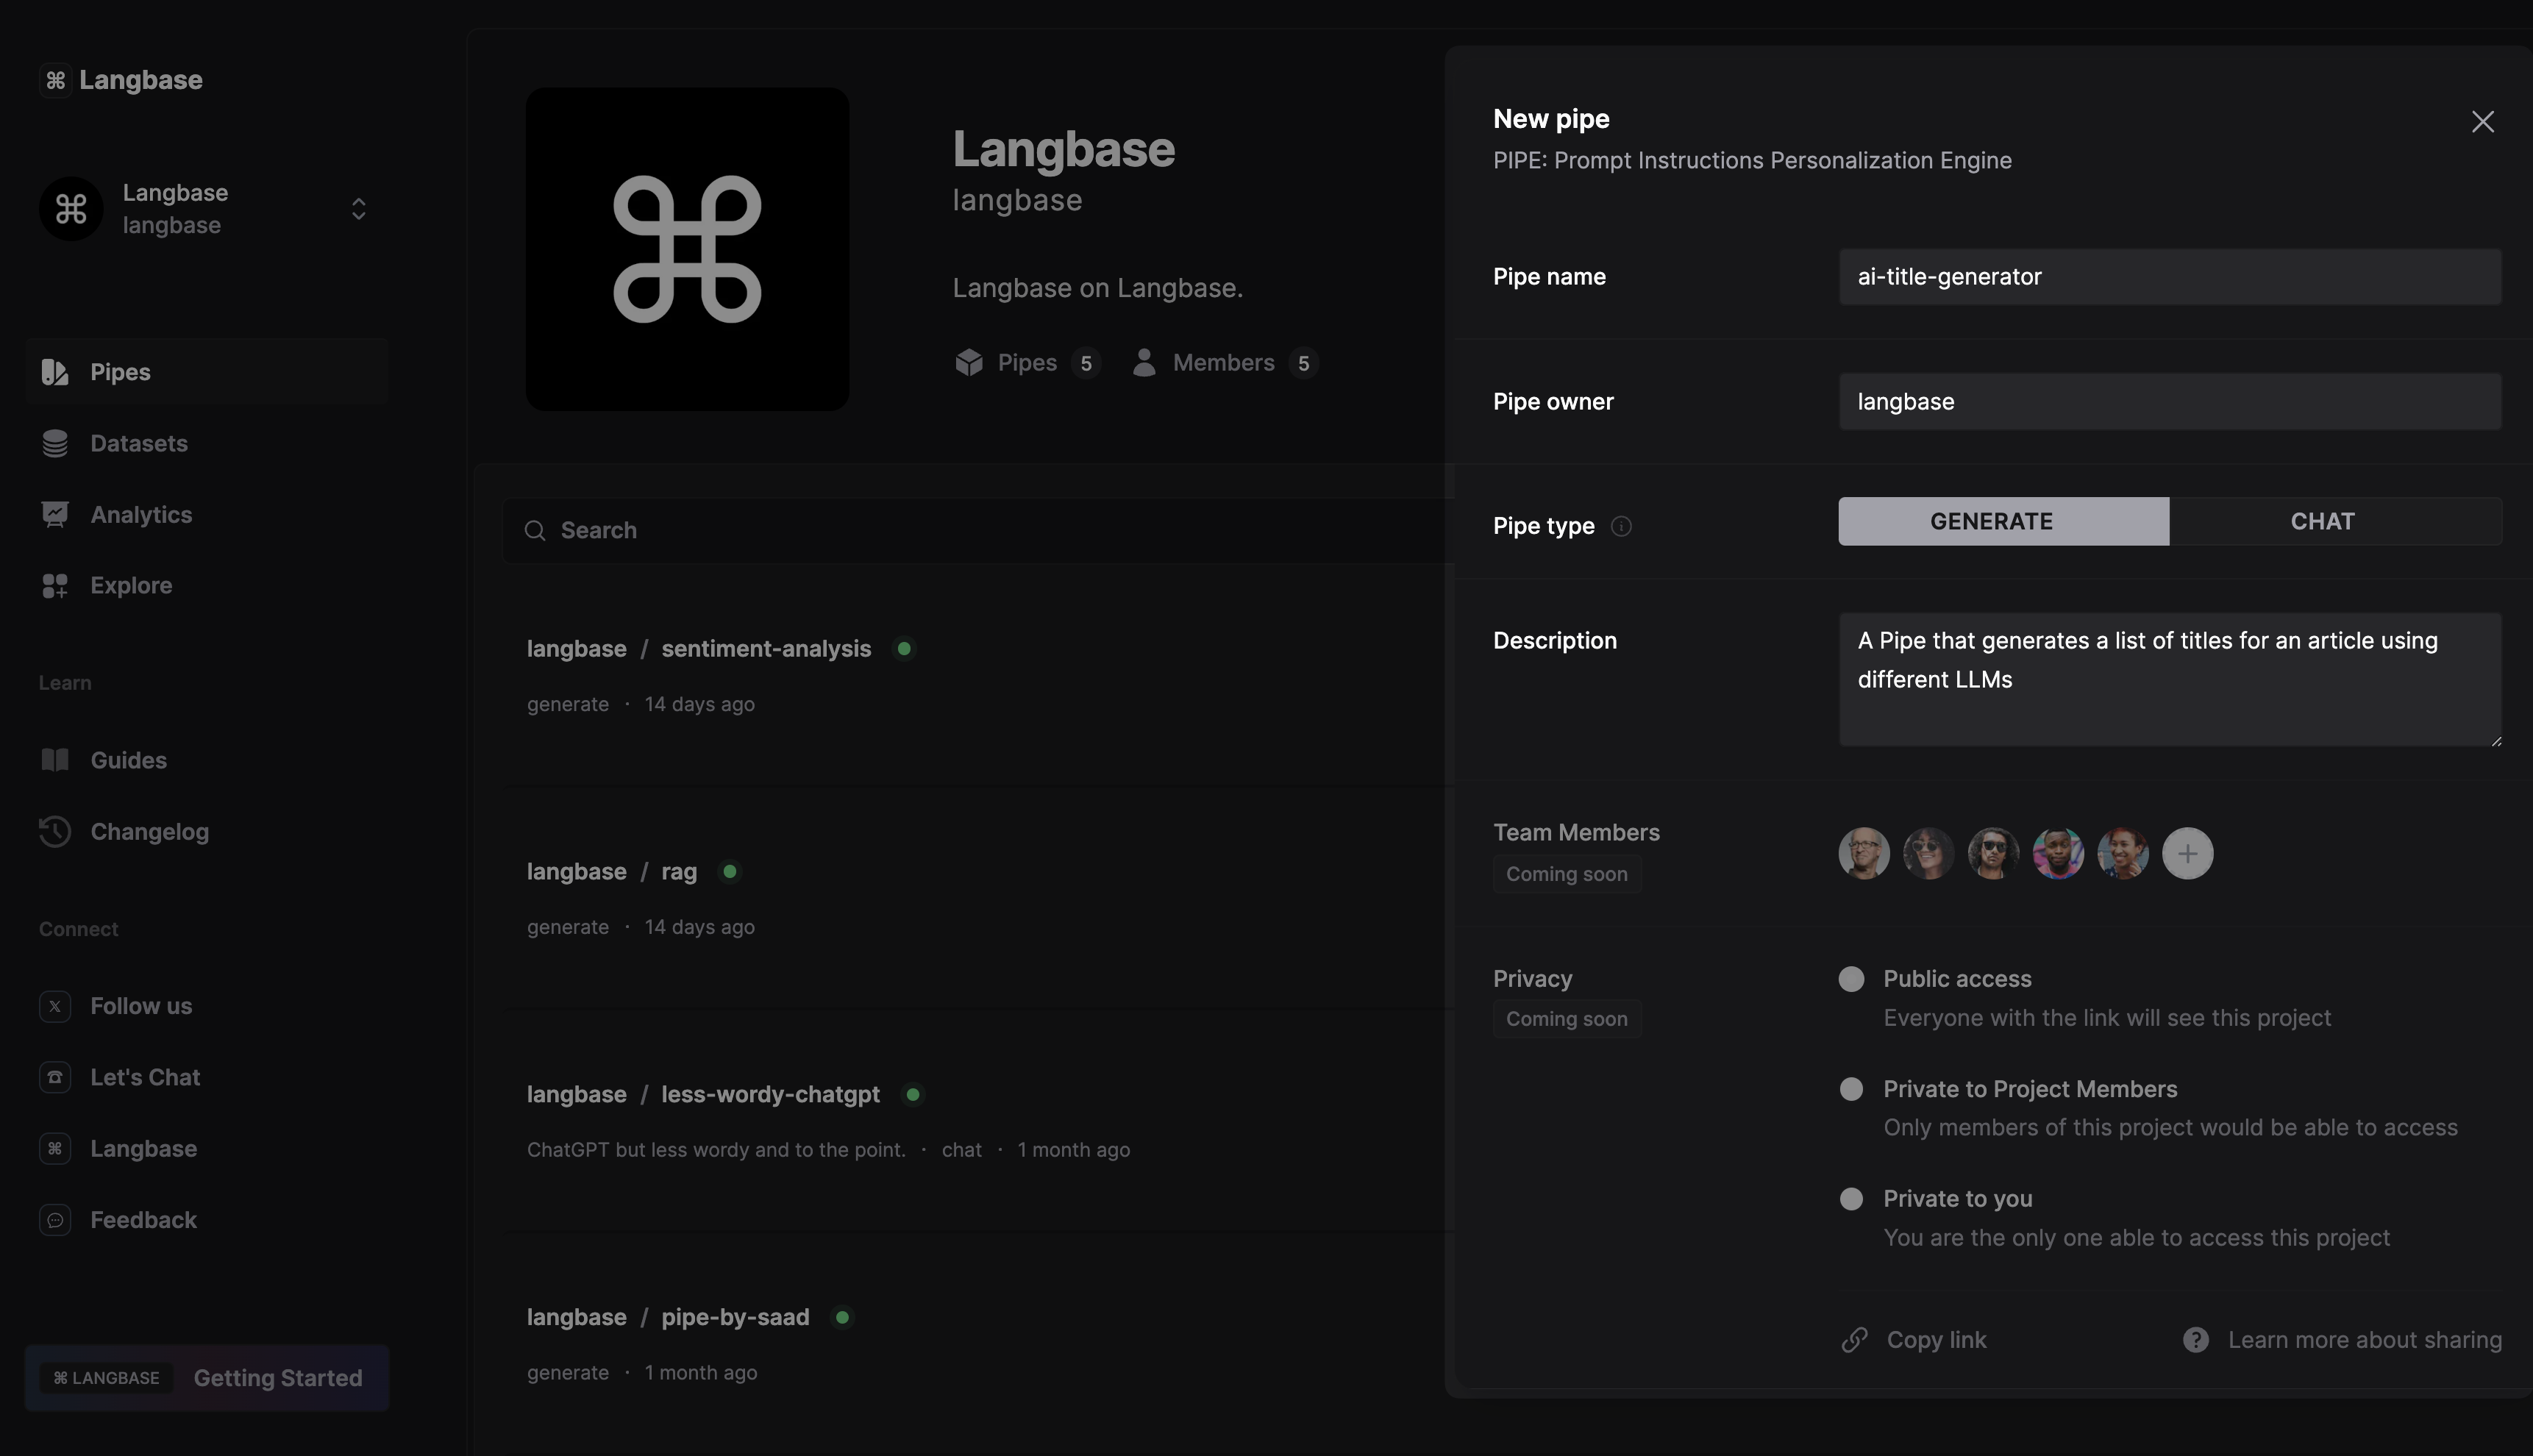 Langbase
Langbase
langbase
Pipes
Datasets
Analytics
Explore
Learn
Guides
Changelog
Connect
Follow us
Let's Chat
Langbase
Feedback
⌘ LANGBASE Getting Started
Langbase
langbase
Langbase on Langbase.
Pipes 5 Members 5
Search
langbase / sentiment-analysis
generate · 14 days ago
langbase / rag
generate · 14 days ago
langbase / less-wordy-chatgpt
ChatGPT but less wordy and to the point. · chat · 1 month ago
langbase / pipe-by-saad
generate · 1 month ago
New pipe
PIPE: Prompt Instructions Personalization Engine
Pipe name ai-title-generator
Pipe owner langbase
Pipe type GENERATE CHAT
Description A Pipe that generates a list of titles for an article using
different LLMs
Team Members
Coming soon
Privacy
Coming soon
Public access
Everyone with the link will see this project
Private to Project Members
Only members of this project would be able to access
Private to you
You are the only one able to access this project
Copy link Learn more about sharing